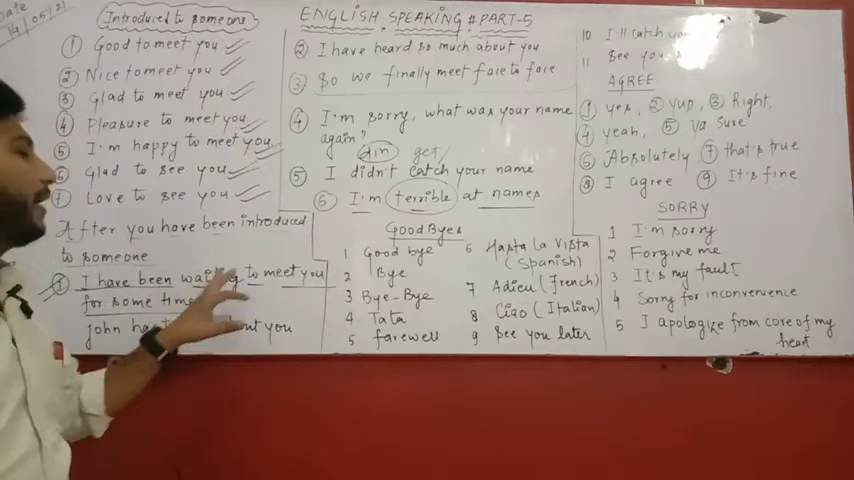 Date
14/05/21
Introduced to someone
① Good to meet you
② Nice to meet you
③ Glad to meet you
④ Pleasure to meet you
⑤ I'm happy to meet you
⑥ Glad to see you
⑦ Love to see you
After you have been introduced
to someone
① I have been waiting to meet you
for some time
john you
ENGLISH SPEAKING # PART-5
② I have heard so much about you
③ So we finally meet face to face
④ I'm sorry, what was your name
again?
get
⑤ I didn't catch your name
⑥ I'm terrible at names
GoodByes
1 Good bye
2 Bye
3 Bye-Bye
4 Tata
5 farewell
6 Hasta La Vista
(Spanish)
7 Adieu (French)
8 Ciao (Italian)
9 See you later
10 I'll catch
11 See you
AGREE
① yes, ② yup, ③ Right,
④ yeah, ⑤ Ya Sure
⑥ Absolutely ⑦ that's true
⑧ I agree ⑨ It's fine
SORRY
1 I'm sorry
2 Forgive me
3 It's my fault
4 Sorry for inconvenience
5 I apologize from core of my
heart